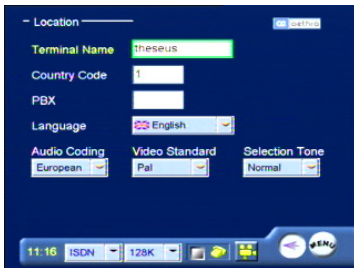 Location
aethra
Terminal Name theseus
Country Code 1
PBX
Language English
Audio Coding Video Standard Selection Tone
European Pal Normal
11:16 ISDN 128K MENU